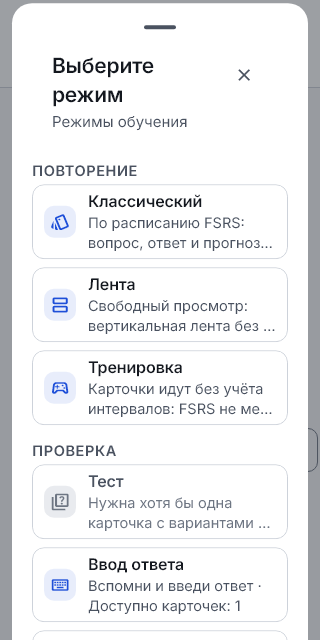 Выберите
режим
Режимы обучения
ПОВТОРЕНИЕ
Классический
По расписанию FSRS:
вопрос, ответ и прогноз...
Лента
Свободный просмотр:
вертикальная лента без ...
Тренировка
Карточки идут без учёта
интервалов: FSRS не ме...
ПРОВЕРКА
Тест
Нужна хотя бы одна
карточка с вариантами ...
Ввод ответа
Вспомни и введи ответ ·
Доступно карточек: 1